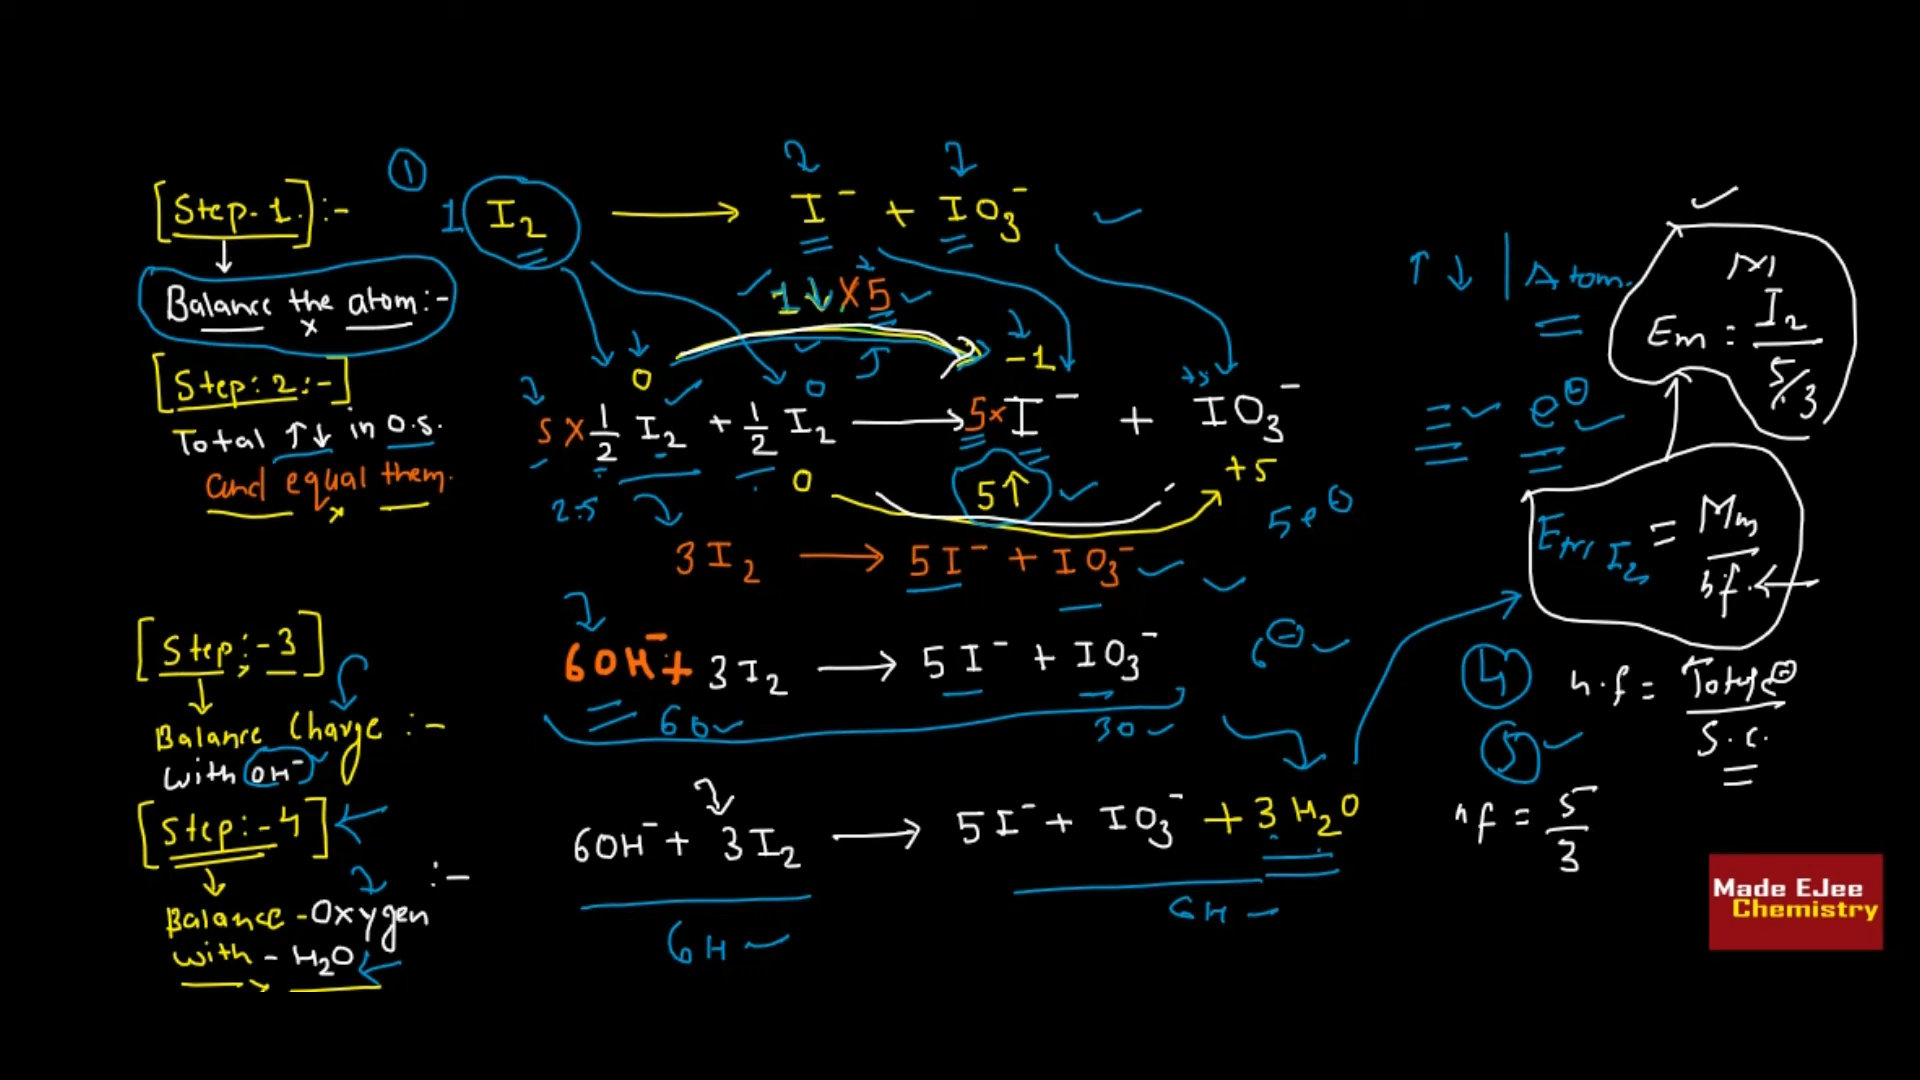 ①
[Step-1.]:-
1 I₂ ⟶ I⁻ + IO₃⁻
Balance the atom:-
1↓ × 5
↑↓ | Atom.
[Step:2:-]
Total ↑↓ in O.S.
and equal them.
0 0 -1 +5
5 × ½ I₂ + ½ I₂ ⟶ 5× I⁻ + IO₃⁻
2.5 0 5↑ +5
5e⊖
e⊖
3I₂ ⟶ 5I⁻ + IO₃⁻
[Step:-3]
Balance Charge :-
with OH⁻
6OH⁻ + 3I₂ ⟶ 5I⁻ + IO₃⁻
6O 3O
6⊖
[Step:-4]
Balance - Oxygen :-
with - H₂O
6OH⁻ + 3I₂ ⟶ 5I⁻ + IO₃⁻ + 3H₂O
6H 6H
Em = I₂ / 5/3
Em I₂ = Mm / n.f.
④ n.f = Total e⊖ / S.C.
⑤
nf = 5/3
Made EJee
Chemistry